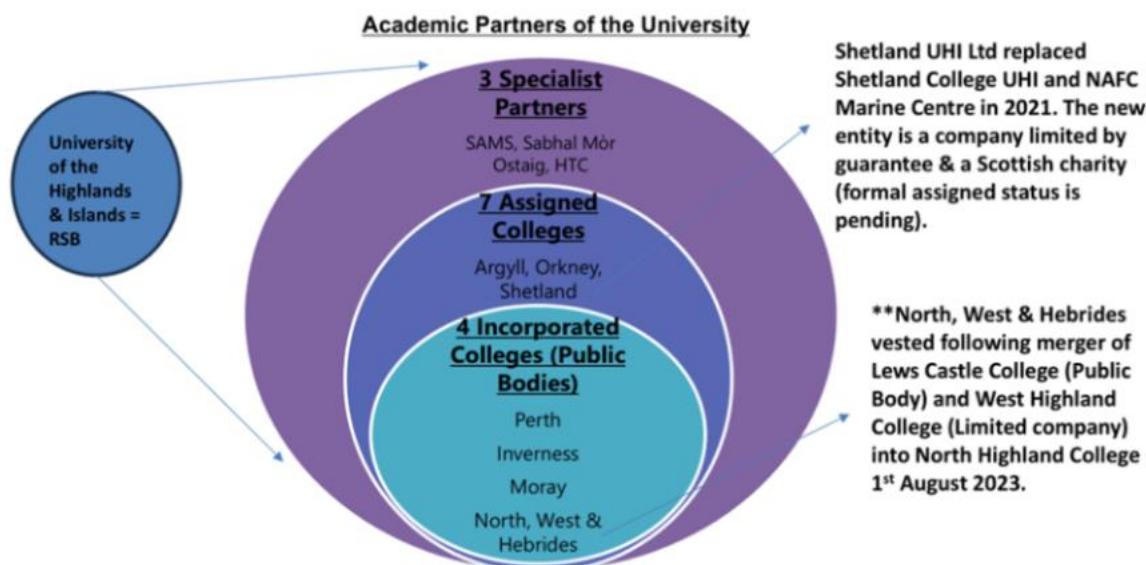 Academic Partners of the University
University
of the
Highlands
& Islands =
RSB
3 Specialist
Partners
SAMS, Sabhal Mòr
Ostaig, HTC
7 Assigned
Colleges
Argyll, Orkney,
Shetland
4 Incorporated
Colleges (Public
Bodies)
Perth
Inverness
Moray
North, West &
Hebrides
Shetland UHI Ltd replaced
Shetland College UHI and NAFC
Marine Centre in 2021. The new
entity is a company limited by
guarantee & a Scottish charity
(formal assigned status is
pending).
**North, West & Hebrides
vested following merger of
Lews Castle College (Public
Body) and West Highland
College (Limited company)
into North Highland College
1st August 2023.